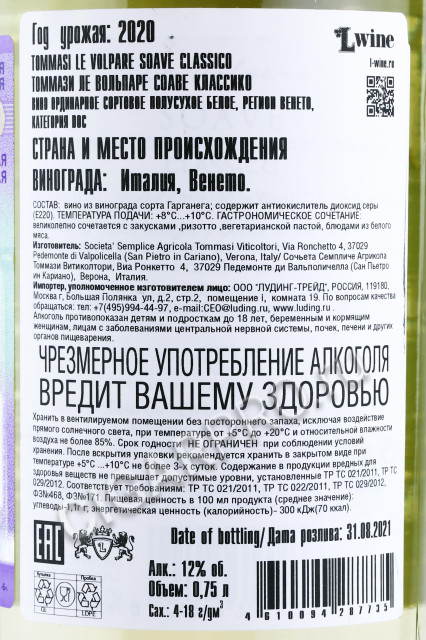 Год урожая: 2020
Lwine
l-wine.ru
TOMMASI LE VOLPARE SOAVE CLASSICO
ТОММАЗИ ЛЕ ВОЛЬПАРЕ СОАВЕ КЛАССИКО
ВИНО ОРДИНАРНОЕ СОРТОВОЕ ПОЛУСУХОЕ БЕЛОЕ, РЕГИОН ВЕНЕТО,
КАТЕГОРИЯ DOC
СТРАНА И МЕСТО ПРОИСХОЖДЕНИЯ
ВИНОГРАДА: Италия, Венето.
СОСТАВ: вино из винограда сорта Гарганега; содержит антиокислитель диоксид серы
(E220). ТЕМПЕРАТУРА ПОДАЧИ: +8°C...+10°C. ГАСТРОНОМИЧЕСКОЕ СОЧЕТАНИЕ:
великолепно сочетается с закусками ,ризотто ,вегетарианской пастой, блюдами из белого
мяса.
Изготовитель: Societa' Semplice Agricola Tommasi Viticoltori, Via Ronchetto 4, 37029
Pedemonte di Valpolicella (San Pietro in Cariano), Verona, Italy/ Сочьета Семпличе Агрикола
Томмази Витиколтори, Виа Ронкетто 4, 37029 Педемонте ди Вальполичелла (Сан Пьетро
ин Кариано), Верона, Италия.
Импортер, уполномоченное изготовителем лицо: ООО "ЛУДИНГ-ТРЕЙД", РОССИЯ, 119180,
Москва г, Большая Полянка ул, д.2, стр.2, помещение I, комната 19. По вопросам качества
обращаться: тел: +7(495)994-44-97, e-mail:CEO@luding.ru , www.luding.ru .
Алкоголь противопоказан детям и подросткам до 18 лет, беременным и кормящим
женщинам, лицам с заболеваниями центральной нервной системы, почек, печени и других
органов пищеварения.
ЧРЕЗМЕРНОЕ УПОТРЕБЛЕНИЕ АЛКОГОЛЯ
ВРЕДИТ ВАШЕМУ ЗДОРОВЬЮ
Хранить в вентилируемом помещении без постороннего запаха, исключая воздействие
прямого солнечного света, при температуре от +5°C до +20°C и относительной влажности
воздуха не более 85%. Срок годности НЕ ОГРАНИЧЕН при соблюдении условий
хранения. После вскрытия упаковки рекомендуется хранить в закрытом виде при
температуре +5°C ...+10°C не более 3-х суток. Содержание в продукции вредных для
здоровья веществ не превышает допустимые уровни, установленные ТР ТС 021/2011, ТР ТС
029/2012. Соответствует требованиям: ТР ТС 021/2011, ТР ТС 022/2011, ТР ТС 029/2012,
ФЗ№468, ФЗ№171. Пищевая ценность в 100 мл продукта (среднее значение):
углеводы-1,1г; энергетическая ценность (калорийность)- 300 кДж(70 ккал).
EAC
Date of bottling/ Дата розлива: 31.08.2021
Алк.: 12% об.
Объем: 0,75 л
Сах.: 4-18 г/дм³
Бутылка
Пробка
GL
LDPE
4 610094 287735